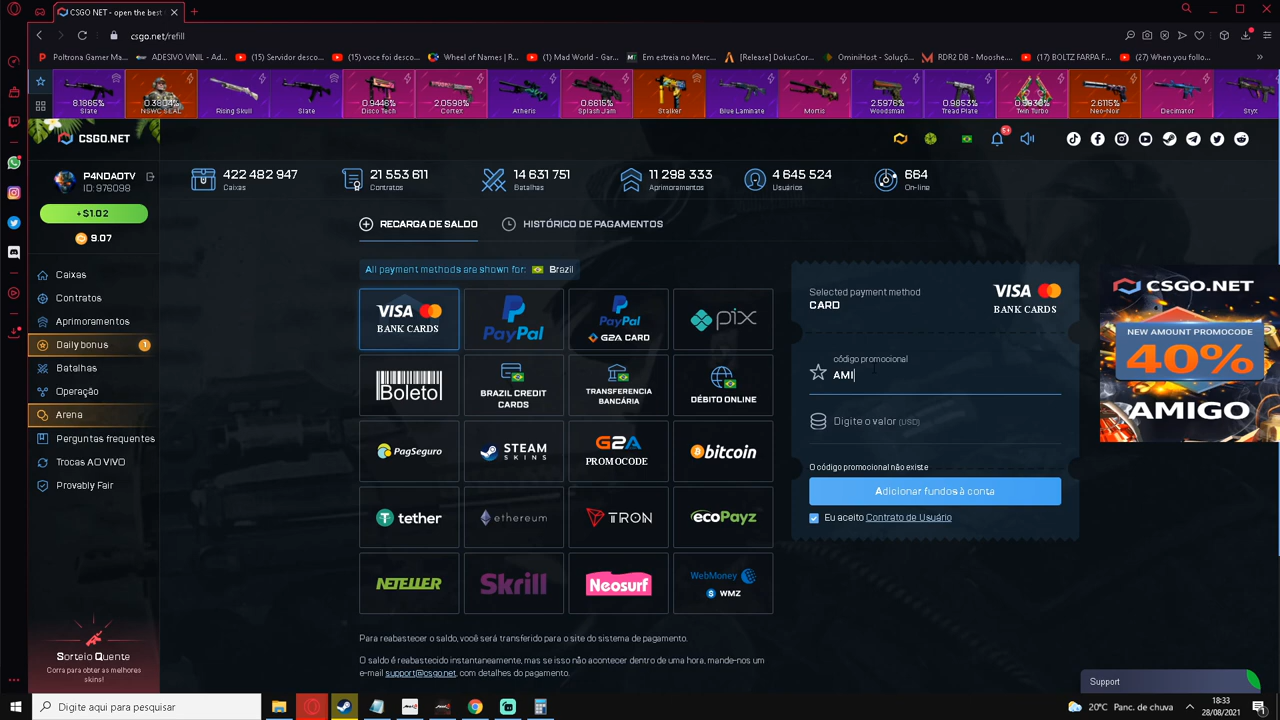 CSGO.NET - open the best
csgo.net/refill
Poltrona Gamer Ma...
ADESIVO VINIL - Ad...
(15) Servidor desco...
(15) voce foi desco...
Wheel of Names | R...
(1) Mad World - Gar...
Em estreia no Merc...
[Release] DokusCor...
OminiHost - Soluçõ...
RDR2 DB - Mooshe...
(17) BOLTZ FARPA F...
(27) When you follo...
8.1865%
Slate
0.3804%
NSWC SEAL
Rising Skull
Slate
0.9446%
Disco Tech
2.0598%
Cortex
Atheris
0.6615%
Splash Jam
Stalker
Blue Laminate
Mortis
2.5976%
Woodsman
0.9853%
Tread Plate
Twin Turbo
2.6115%
Neo-Noir
Decimator
Styx
CSGO.NET
P4NDAOTV
ID: 976098
+$1.02
9.07
422 482 947
Caixas
21 553 611
Contratos
14 631 751
Batalhas
11 298 333
Aprimoramentos
4 645 524
Usuários
664
On-line
Caixas
Contratos
Aprimoramentos
Daily bonus
1
Batalhas
Operação
Arena
Perguntas frequentes
Trocas AO VIVO
Provably Fair
Sorteio Quente
Corra para obter as melhores
skins!
RECARGA DE SALDO
HISTÓRICO DE PAGAMENTOS
All payment methods are shown for: Brazil
VISA
BANK CARDS
PayPal
PayPal
G2A CARD
pix
Boleto
BRAZIL CREDIT
CARDS
TRANSFERENCIA
BANCÁRIA
DÉBITO ONLINE
PagSeguro
STEAM
SKINS
G2A
PROMOCODE
bitcoin
tether
ethereum
TRON
ecoPayz
NETELLER
Skrill
Neosurf
WebMoney
WMZ
Para reabastecer o saldo, você será transferido para o site do sistema de pagamento.
O saldo é reabastecido instantaneamente, mas se isso não acontecer dentro de uma hora, mande-nos um
e-mail support@csgo.net, com detalhes do pagamento.
Selected payment method
CARD
VISA
BANK CARDS
código promocional
AMI
Digite o valor (USD)
O código promocional não existe
Adicionar fundos à conta
Eu aceito Contrato de Usuário
CSGO.NET
NEW AMOUNT PROMOCODE
40%
AMIGO
Support
Digite aqui para pesquisar
20°C Panc. de chuva
18:33
28/08/2021